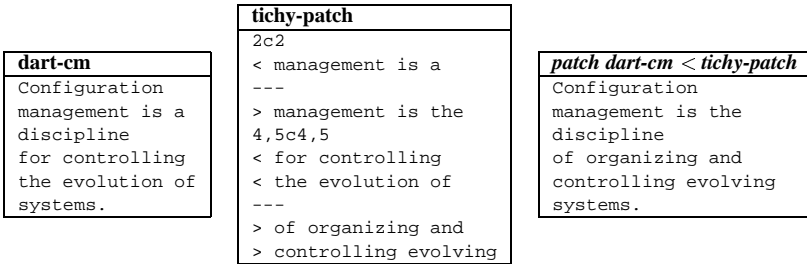 dart-cm
Configuration
management is a
discipline
for controlling
the evolution of
systems.
tichy-patch
2c2
< management is a
---
> management is the
4,5c4,5
< for controlling
< the evolution of
---
> of organizing and
> controlling evolving
patch dart-cm < tichy-patch
Configuration
management is the
discipline
of organizing and
controlling evolving
systems.